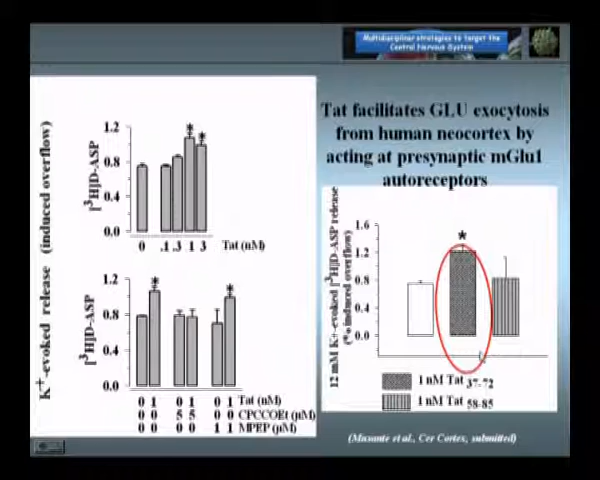 Multidisciplinar strategies to target the
Central Nervous System
Tat facilitates GLU exocytosis
from human neocortex by
acting at presynaptic mGlu1
autoreceptors
K+-evoked release (induced overflow)
[3H]D-ASP
1.2
0.8
0.4
0.0
*
*
0 .1 .3 1 3 Tat (nM)
[3H]D-ASP
1.2
0.8
0.4
0.0
*
*
0 1 0 1 0 1 Tat (nM)
0 0 5 5 0 0 CPCCOEt (µM)
0 0 0 0 1 1 MPEP (µM)
12 mM K+-evoked [3H]D-ASP release
(% induced overflow)
1.6
1.2
0.8
0.4
0.0
*
1 nM Tat 37-72
1 nM Tat 58-85
et al., Cer Cortex, submitted)